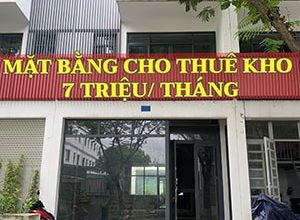 MẶT BẰNG CHO THUÊ KHO
7 TRIỆU/ THÁNG